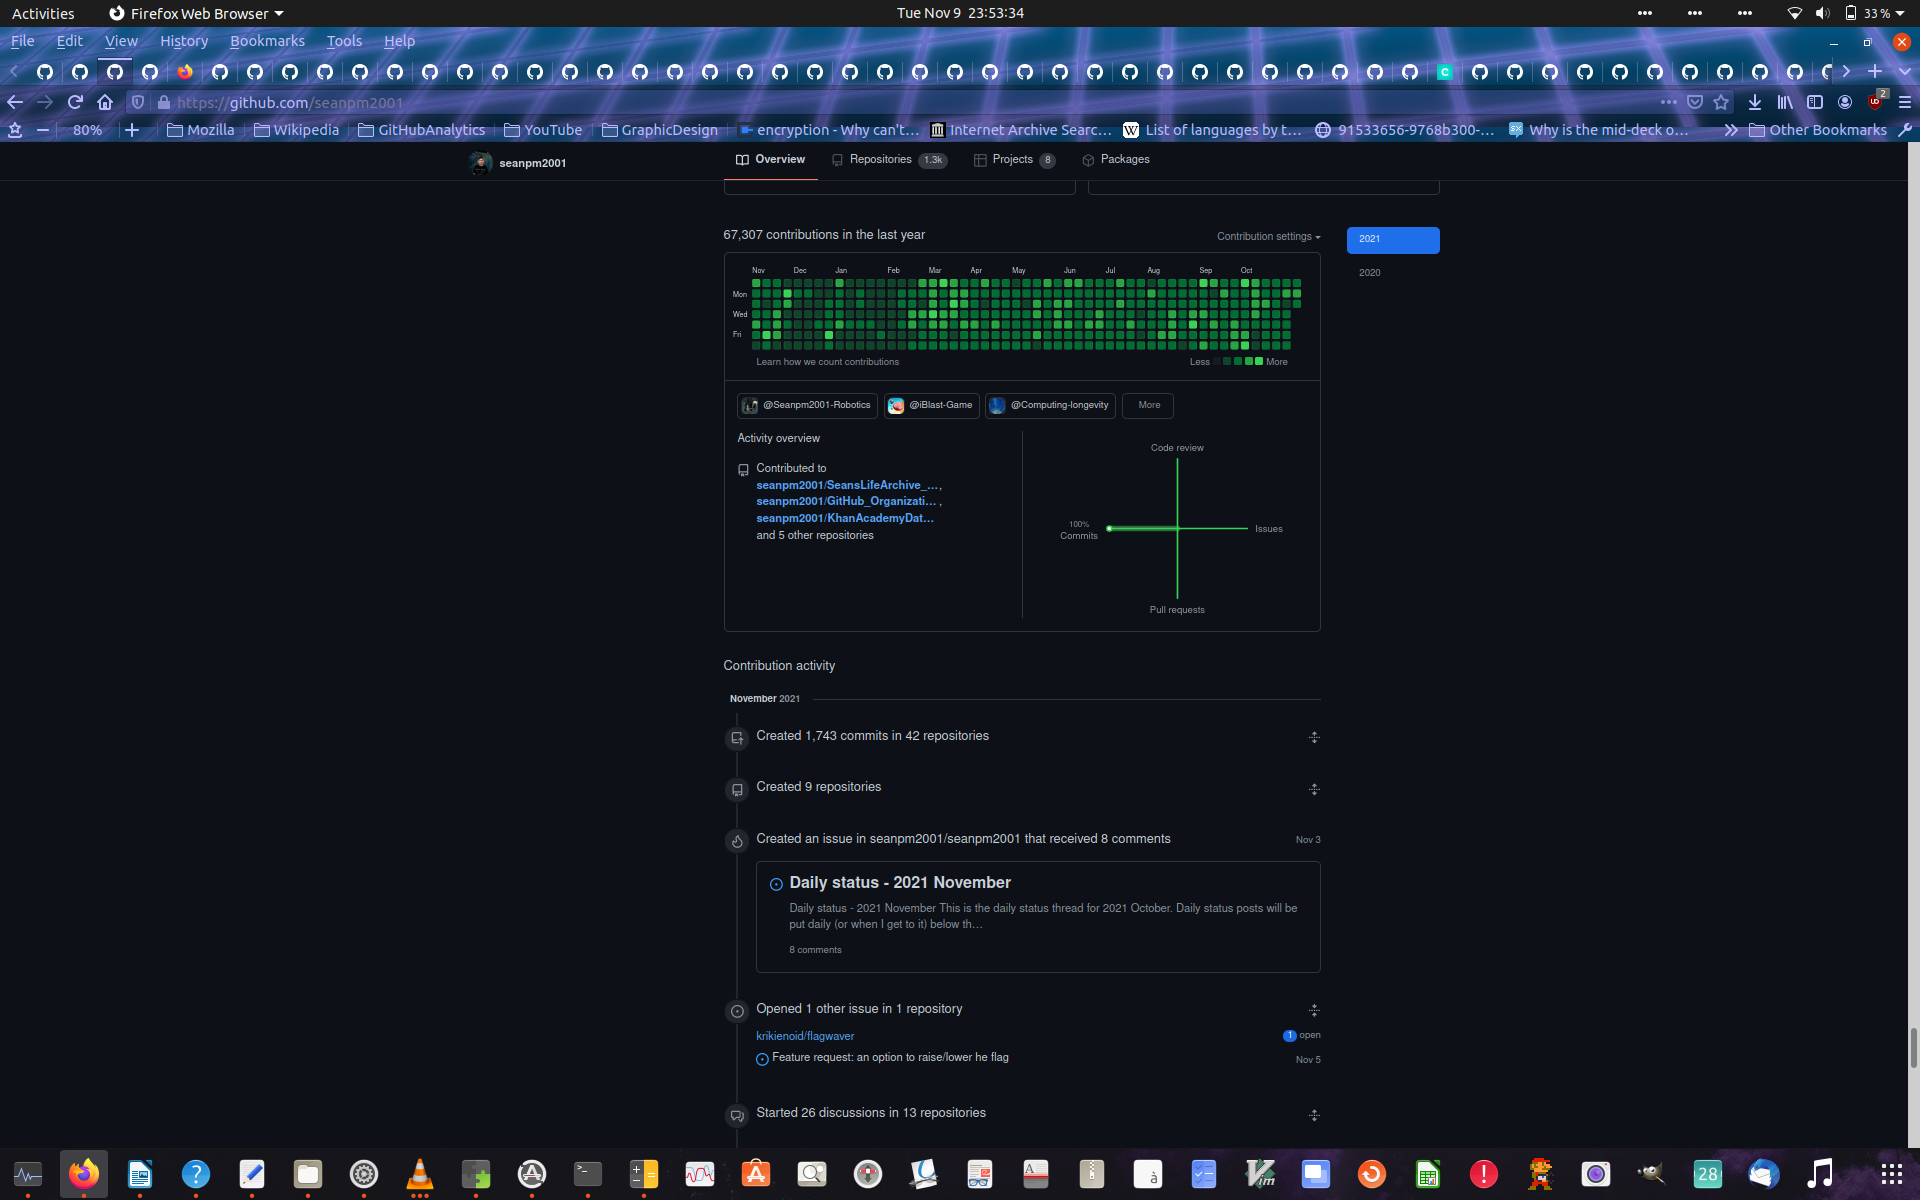 Activities
Firefox Web Browser
Tue Nov 9 23:53:34
33 %
File Edit View History Bookmarks Tools Help
https://github.com/seanpm2001
2
80%
Mozilla
Wikipedia
GitHubAnalytics
YouTube
GraphicDesign
encryption - Why can't…
Internet Archive Searc…
List of languages by t…
91533656-9768b300-…
Why is the mid-deck o…
Other Bookmarks
seanpm2001
Overview
Repositories 1.3k
Projects 8
Packages
67,307 contributions in the last year
Contribution settings
2021
2020
Nov Dec Jan Feb Mar Apr May Jun Jul Aug Sep Oct
Mon
Wed
Fri
Learn how we count contributions
Less
More
@Seanpm2001-Robotics
@iBlast-Game
@Computing-longevity
More
Activity overview
Contributed to
seanpm2001/SeansLifeArchive_…,
seanpm2001/GitHub_Organizati… ,
seanpm2001/KhanAcademyDat…
and 5 other repositories
Code review
100%
Commits
Issues
Pull requests
Contribution activity
November 2021
Created 1,743 commits in 42 repositories
Created 9 repositories
Created an issue in seanpm2001/seanpm2001 that received 8 comments
Nov 3
Daily status - 2021 November
Daily status - 2021 November This is the daily status thread for 2021 October. Daily status posts will be
put daily (or when I get to it) below th…
8 comments
Opened 1 other issue in 1 repository
krikienoid/flagwaver
1 open
Feature request: an option to raise/lower he flag
Nov 5
Started 26 discussions in 13 repositories
28